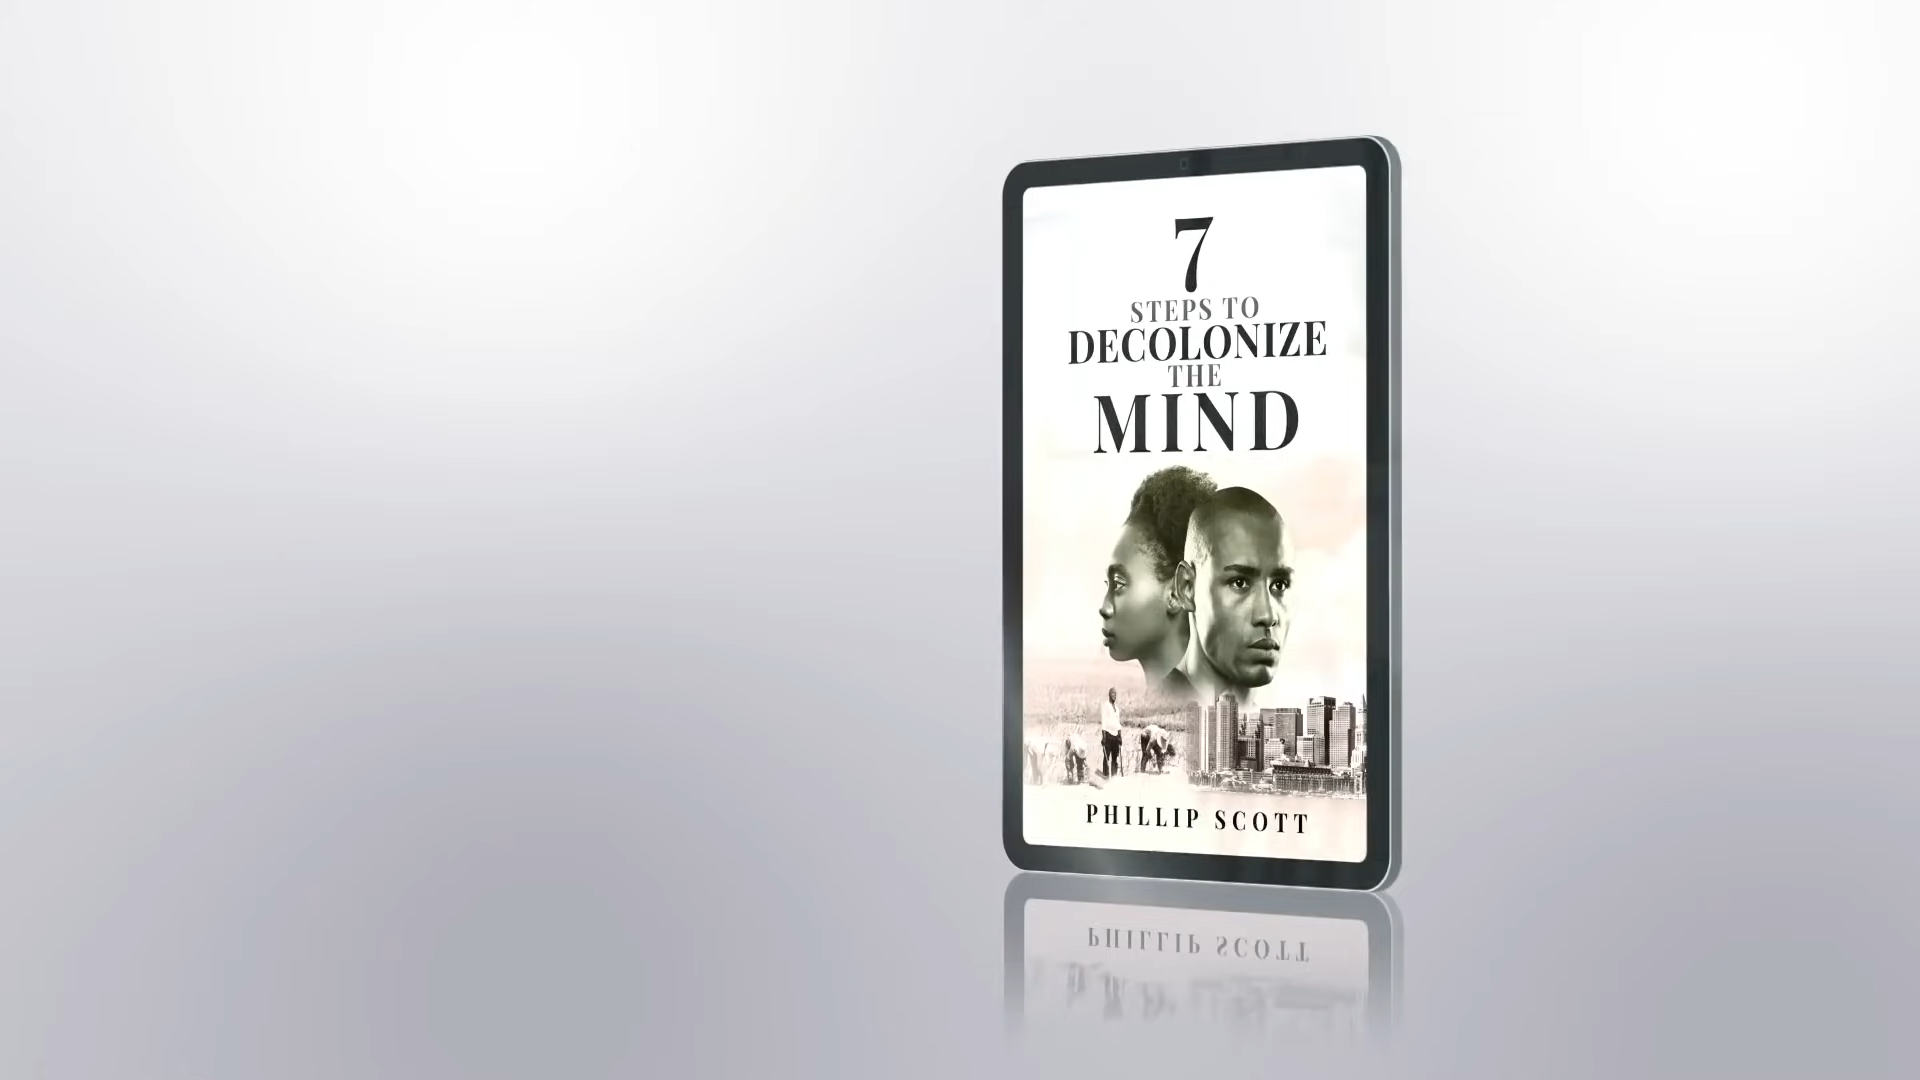 7
STEPS TO
DECOLONIZE
THE
MIND
PHILLIP SCOTT